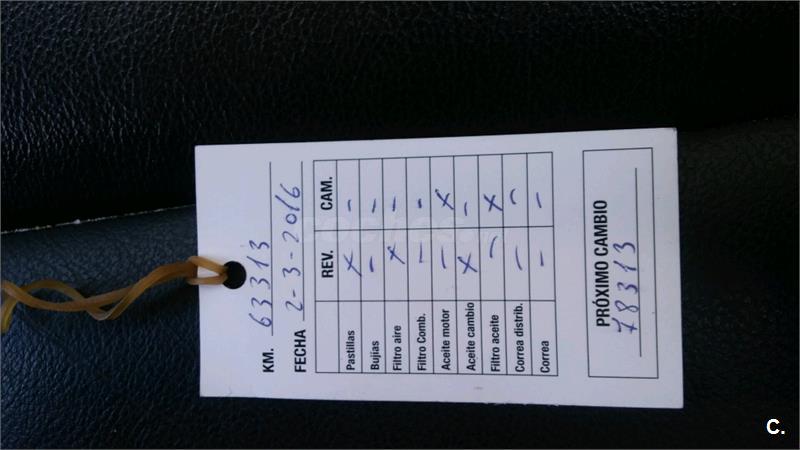 KM. 63313
FECHA 2-3-2016
REV. CAM.
Pastillas x -
Bujias - -
Filtro aire x -
Filtro Comb. - -
Aceite motor - x
Aceite cambio x -
Filtro aceite - x
Correa distrib. - -
Correa - -
PRÓXIMO CAMBIO
78313
C.